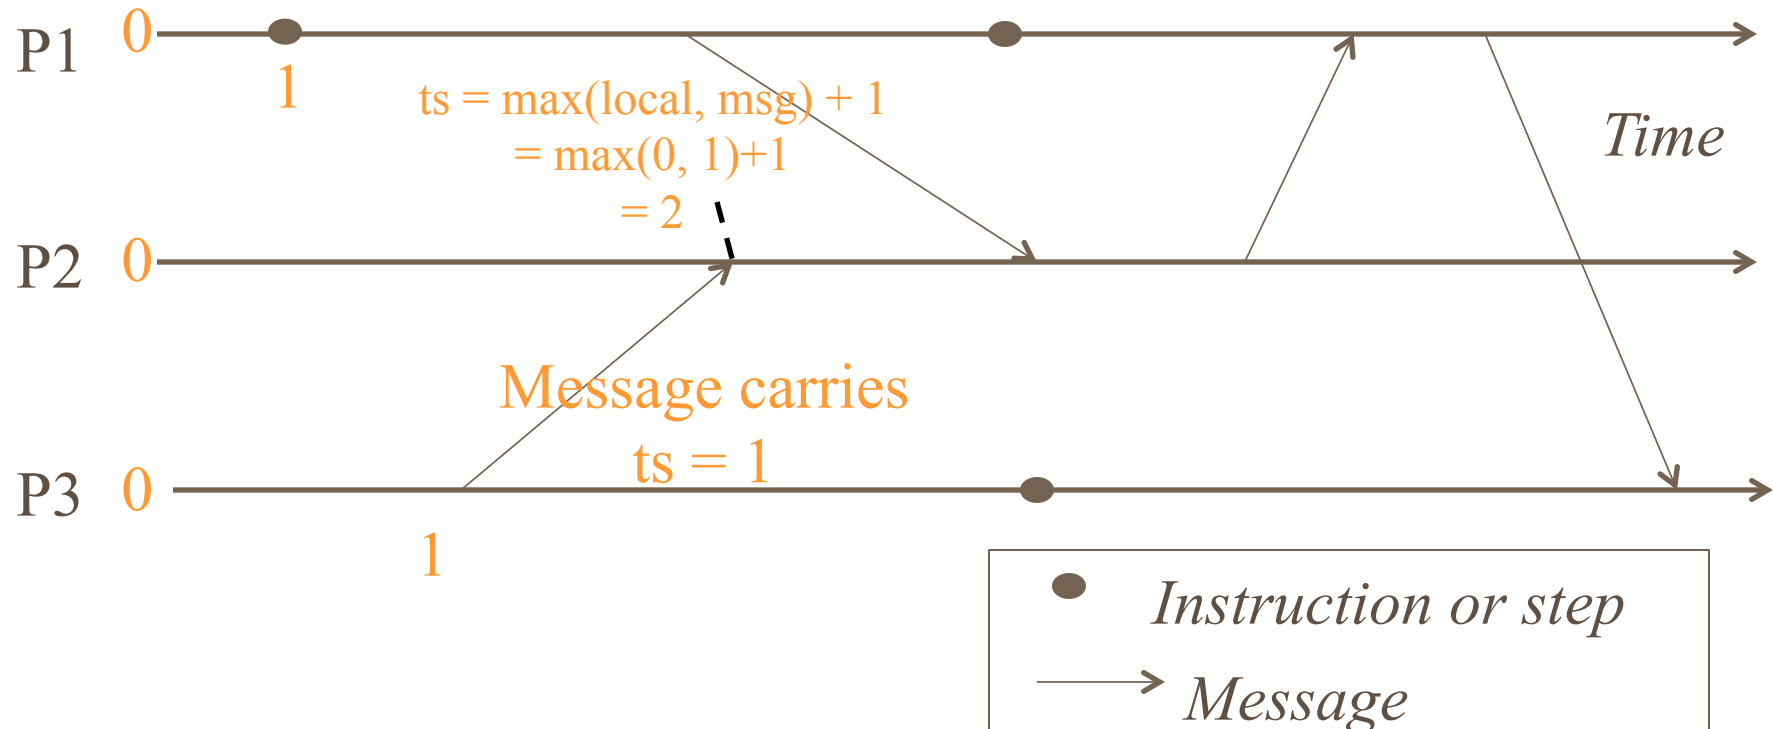 P1 0
1
ts = max(local, msg) + 1
= max(0, 1)+1
= 2
Time
P2 0
Message carries
ts = 1
P3 0
1
Instruction or step
Message